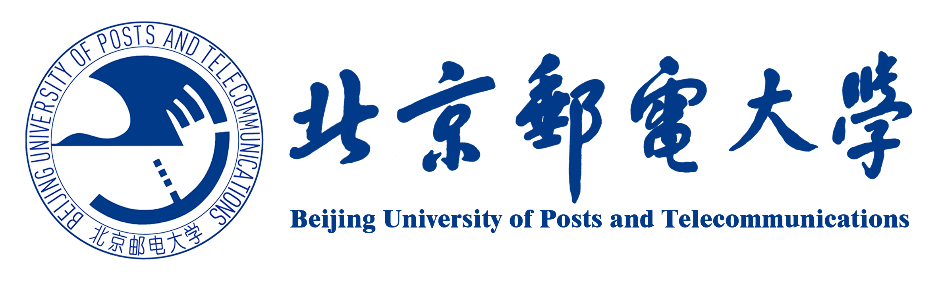 BEIJING UNIVERSITY OF POSTS AND TELECOMMUNICATIONS
北京邮电大学
北京郵電大学
Beijing University of Posts and Telecommunications